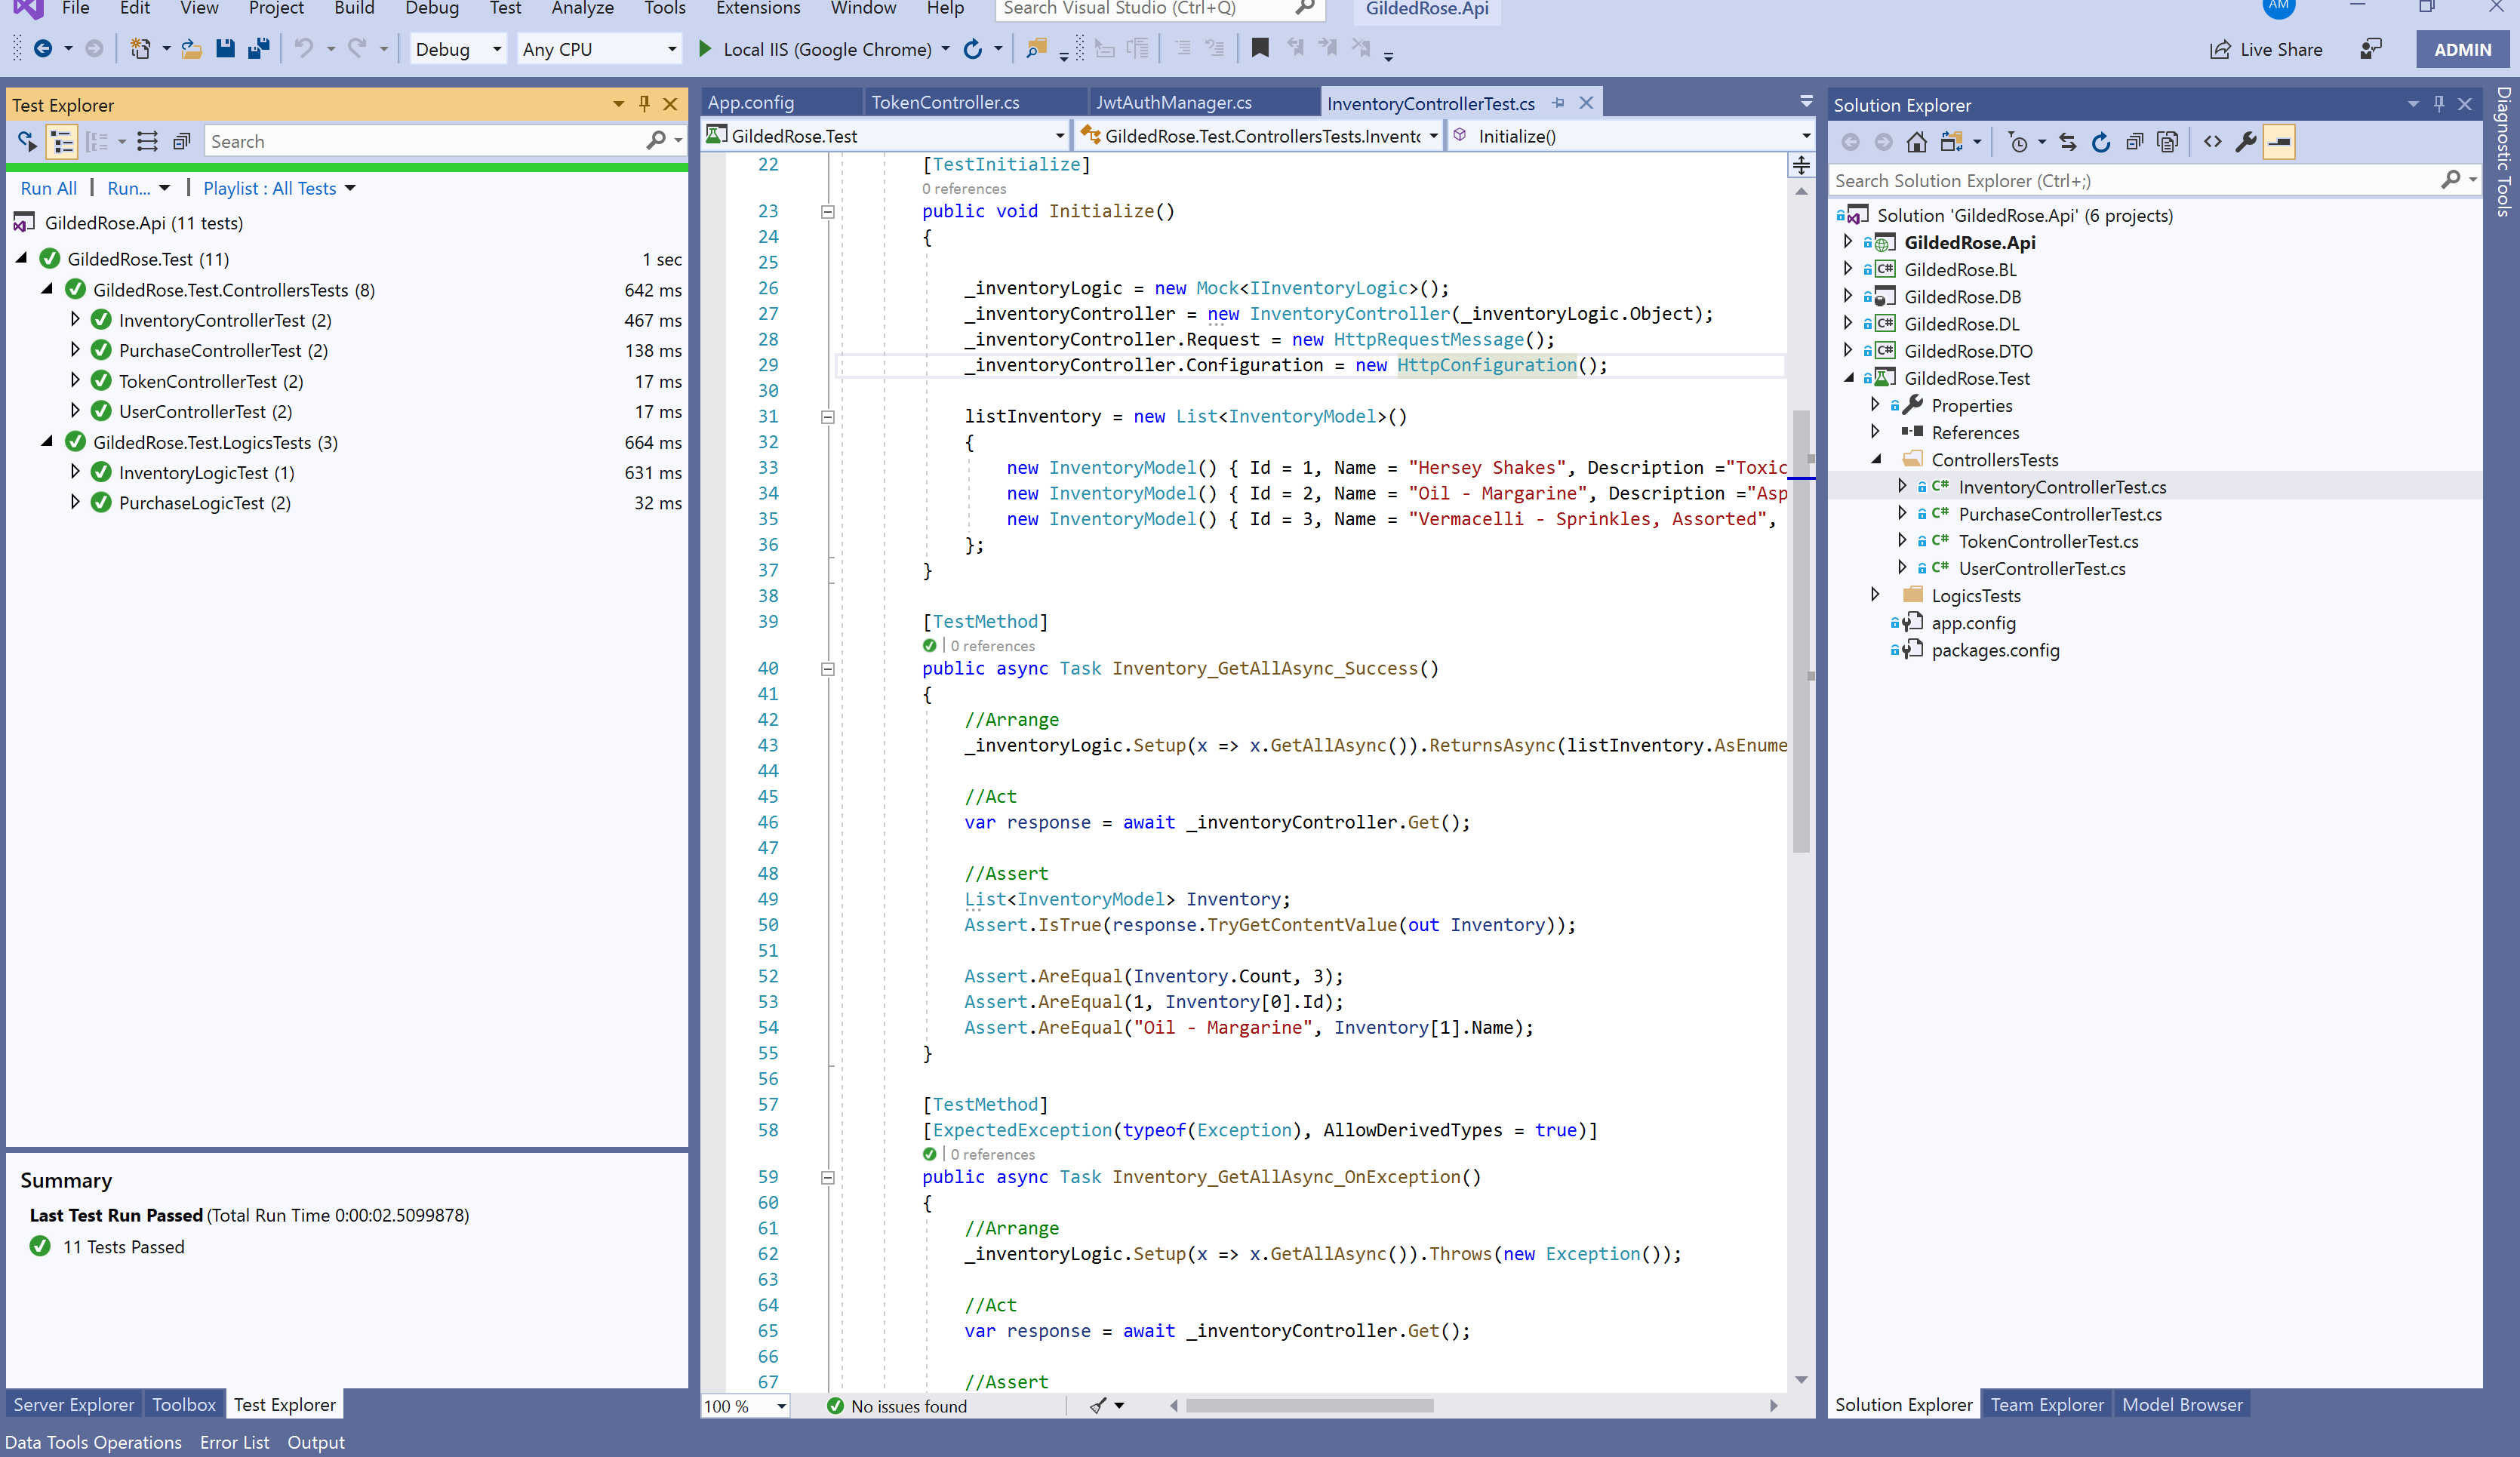 File Edit View Project Build Debug Test Analyze Tools Extensions Window Help Search Visual Studio (Ctrl+Q) GildedRose.Api AM
Debug Any CPU Local IIS (Google Chrome) Live Share ADMIN
Test Explorer
Search
Run All | Run... | Playlist : All Tests
GildedRose.Api (11 tests)
GildedRose.Test (11) 1 sec
GildedRose.Test.ControllersTests (8) 642 ms
InventoryControllerTest (2) 467 ms
PurchaseControllerTest (2) 138 ms
TokenControllerTest (2) 17 ms
UserControllerTest (2) 17 ms
GildedRose.Test.LogicsTests (3) 664 ms
InventoryLogicTest (1) 631 ms
PurchaseLogicTest (2) 32 ms
Summary
Last Test Run Passed (Total Run Time 0:00:02.5099878)
11 Tests Passed
Server Explorer Toolbox Test Explorer
App.config TokenController.cs JwtAuthManager.cs InventoryControllerTest.cs
GildedRose.Test GildedRose.Test.ControllersTests.Invento Initialize()
22 [TestInitialize]
0 references
23 public void Initialize()
24 {
25
26 _inventoryLogic = new Mock<IInventoryLogic>();
27 _inventoryController = new InventoryController(_inventoryLogic.Object);
28 _inventoryController.Request = new HttpRequestMessage();
29 _inventoryController.Configuration = new HttpConfiguration();
30
31 listInventory = new List<InventoryModel>()
32 {
33 new InventoryModel() { Id = 1, Name = "Hersey Shakes", Description ="Toxic
34 new InventoryModel() { Id = 2, Name = "Oil - Margarine", Description ="Asp
35 new InventoryModel() { Id = 3, Name = "Vermacelli - Sprinkles, Assorted",
36 };
37 }
38
39 [TestMethod]
| 0 references
40 public async Task Inventory_GetAllAsync_Success()
41 {
42 //Arrange
43 _inventoryLogic.Setup(x => x.GetAllAsync()).ReturnsAsync(listInventory.AsEnume
44
45 //Act
46 var response = await _inventoryController.Get();
47
48 //Assert
49 List<InventoryModel> Inventory;
50 Assert.IsTrue(response.TryGetContentValue(out Inventory));
51
52 Assert.AreEqual(Inventory.Count, 3);
53 Assert.AreEqual(1, Inventory[0].Id);
54 Assert.AreEqual("Oil - Margarine", Inventory[1].Name);
55 }
56
57 [TestMethod]
58 [ExpectedException(typeof(Exception), AllowDerivedTypes = true)]
| 0 references
59 public async Task Inventory_GetAllAsync_OnException()
60 {
61 //Arrange
62 _inventoryLogic.Setup(x => x.GetAllAsync()).Throws(new Exception());
63
64 //Act
65 var response = await _inventoryController.Get();
66
67 //Assert
100 % No issues found
Solution Explorer
Search Solution Explorer (Ctrl+;)
Solution 'GildedRose.Api' (6 projects)
GildedRose.Api
C# GildedRose.BL
GildedRose.DB
C# GildedRose.DL
C# GildedRose.DTO
GildedRose.Test
Properties
References
ControllersTests
C# InventoryControllerTest.cs
C# PurchaseControllerTest.cs
C# TokenControllerTest.cs
C# UserControllerTest.cs
LogicsTests
app.config
packages.config
Solution Explorer Team Explorer Model Browser
Diagnostic Tools
Data Tools Operations Error List Output